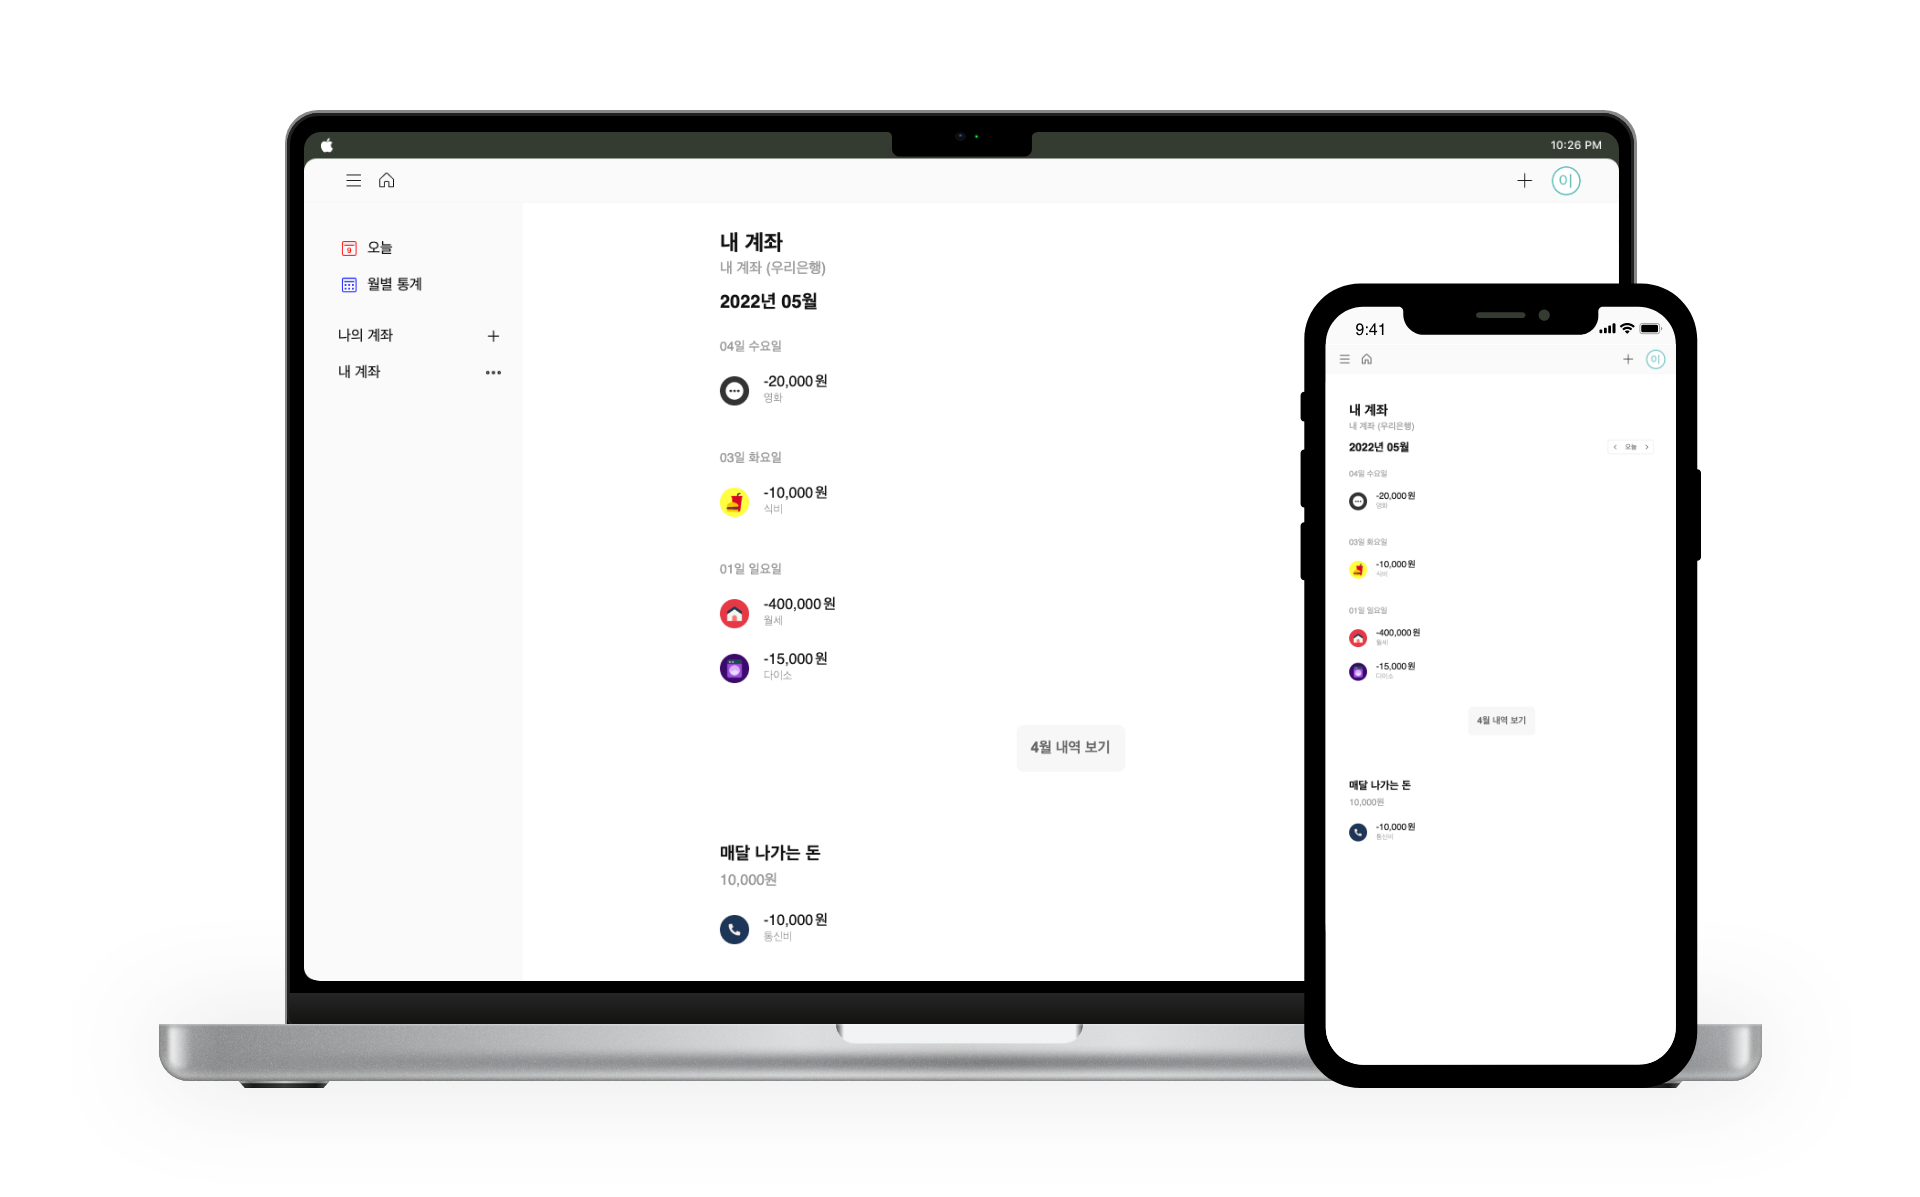 10:26 PM
이
9
오늘
월별 통계
나의 계좌
내 계좌
내 계좌
내 계좌 (우리은행)
2022년 05월
04일 수요일
-20,000원
영화
03일 화요일
-10,000원
식비
01일 일요일
-400,000원
월세
-15,000원
다이소
4월 내역 보기
매달 나가는 돈
10,000원
-10,000원
통신비
9:41
이
내 계좌
내 계좌 (우리은행)
2022년 05월
오늘
04일 수요일
-20,000원
영화
03일 화요일
-10,000원
식비
01일 일요일
-400,000원
월세
-15,000원
다이소
4월 내역 보기
매달 나가는 돈
10,000원
-10,000원
통신비